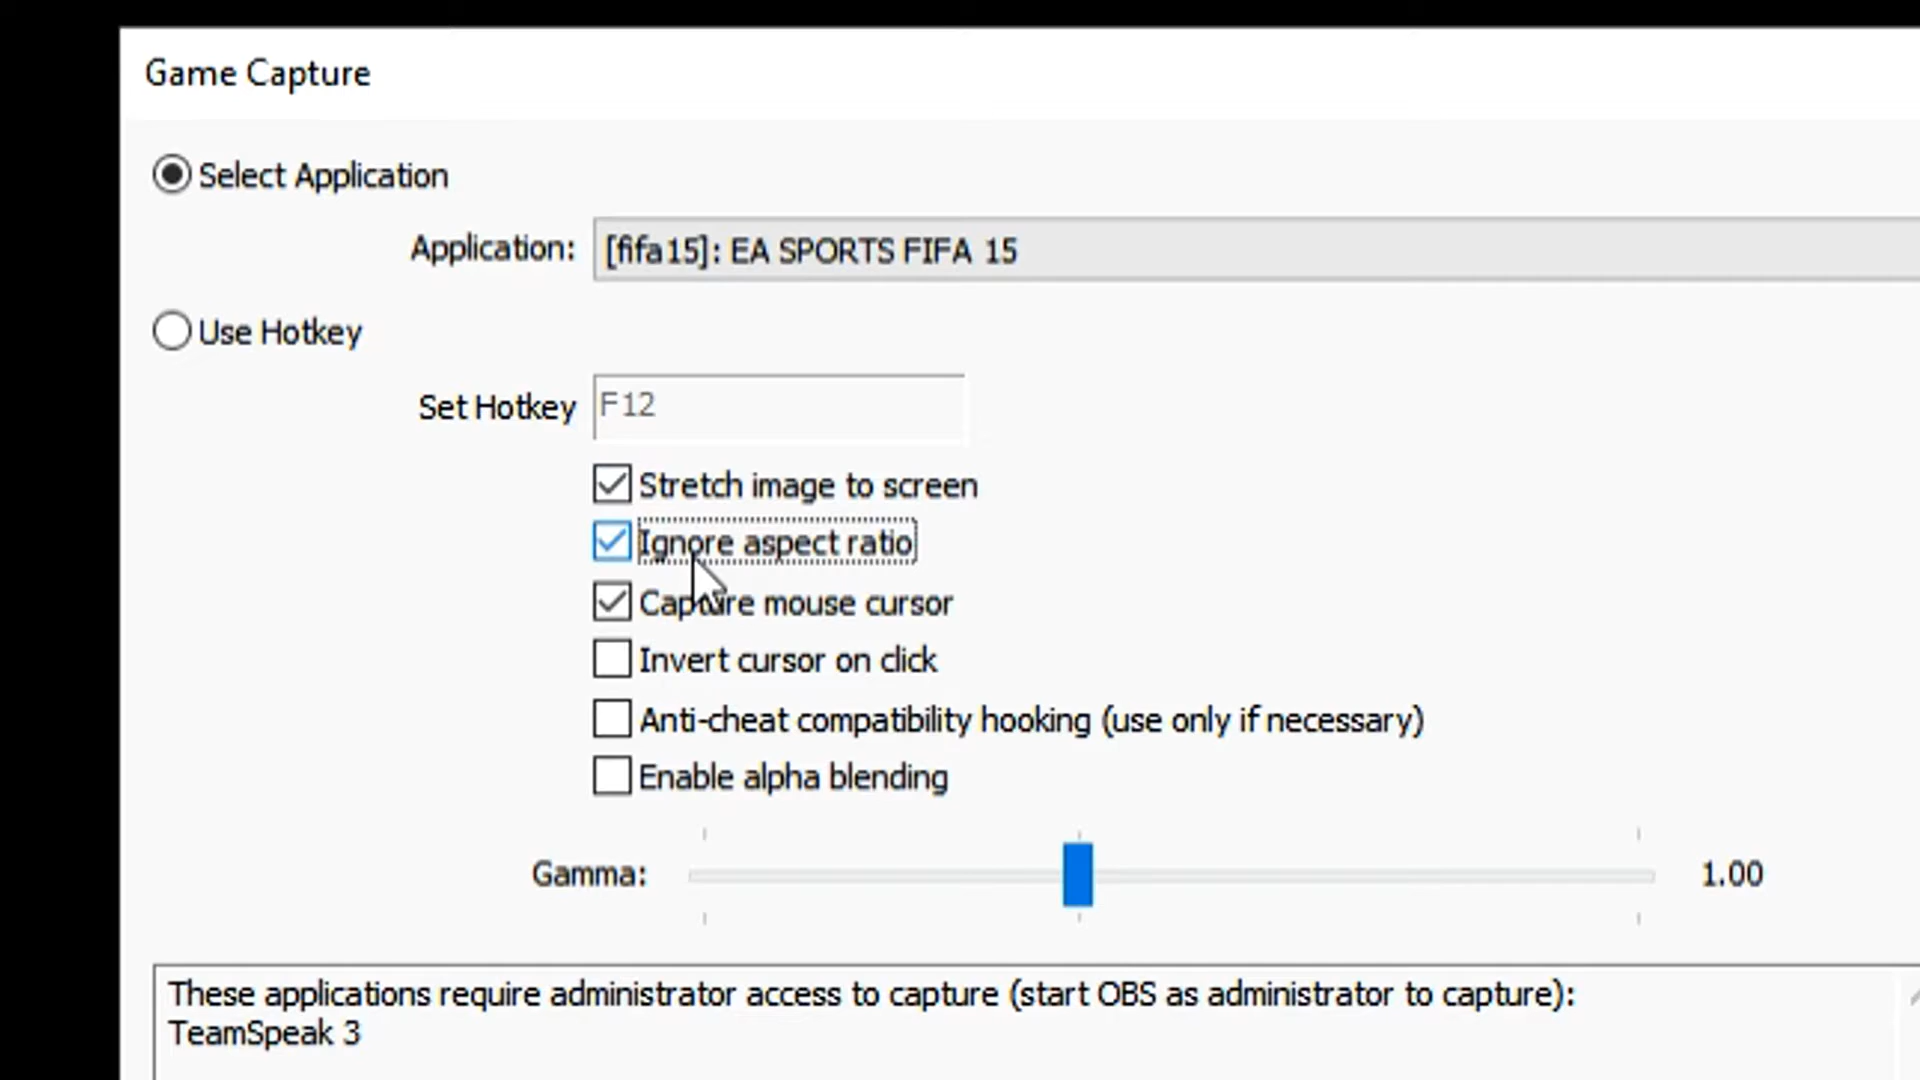 Game Capture
Select Application
Application: [fifa15]: EA SPORTS FIFA 15
Use Hotkey
Set Hotkey F12
Stretch image to screen
Ignore aspect ratio
Capture mouse cursor
Invert cursor on click
Anti-cheat compatibility hooking (use only if necessary)
Enable alpha blending
Gamma: 1.00
These applications require administrator access to capture (start OBS as administrator to capture):
TeamSpeak 3